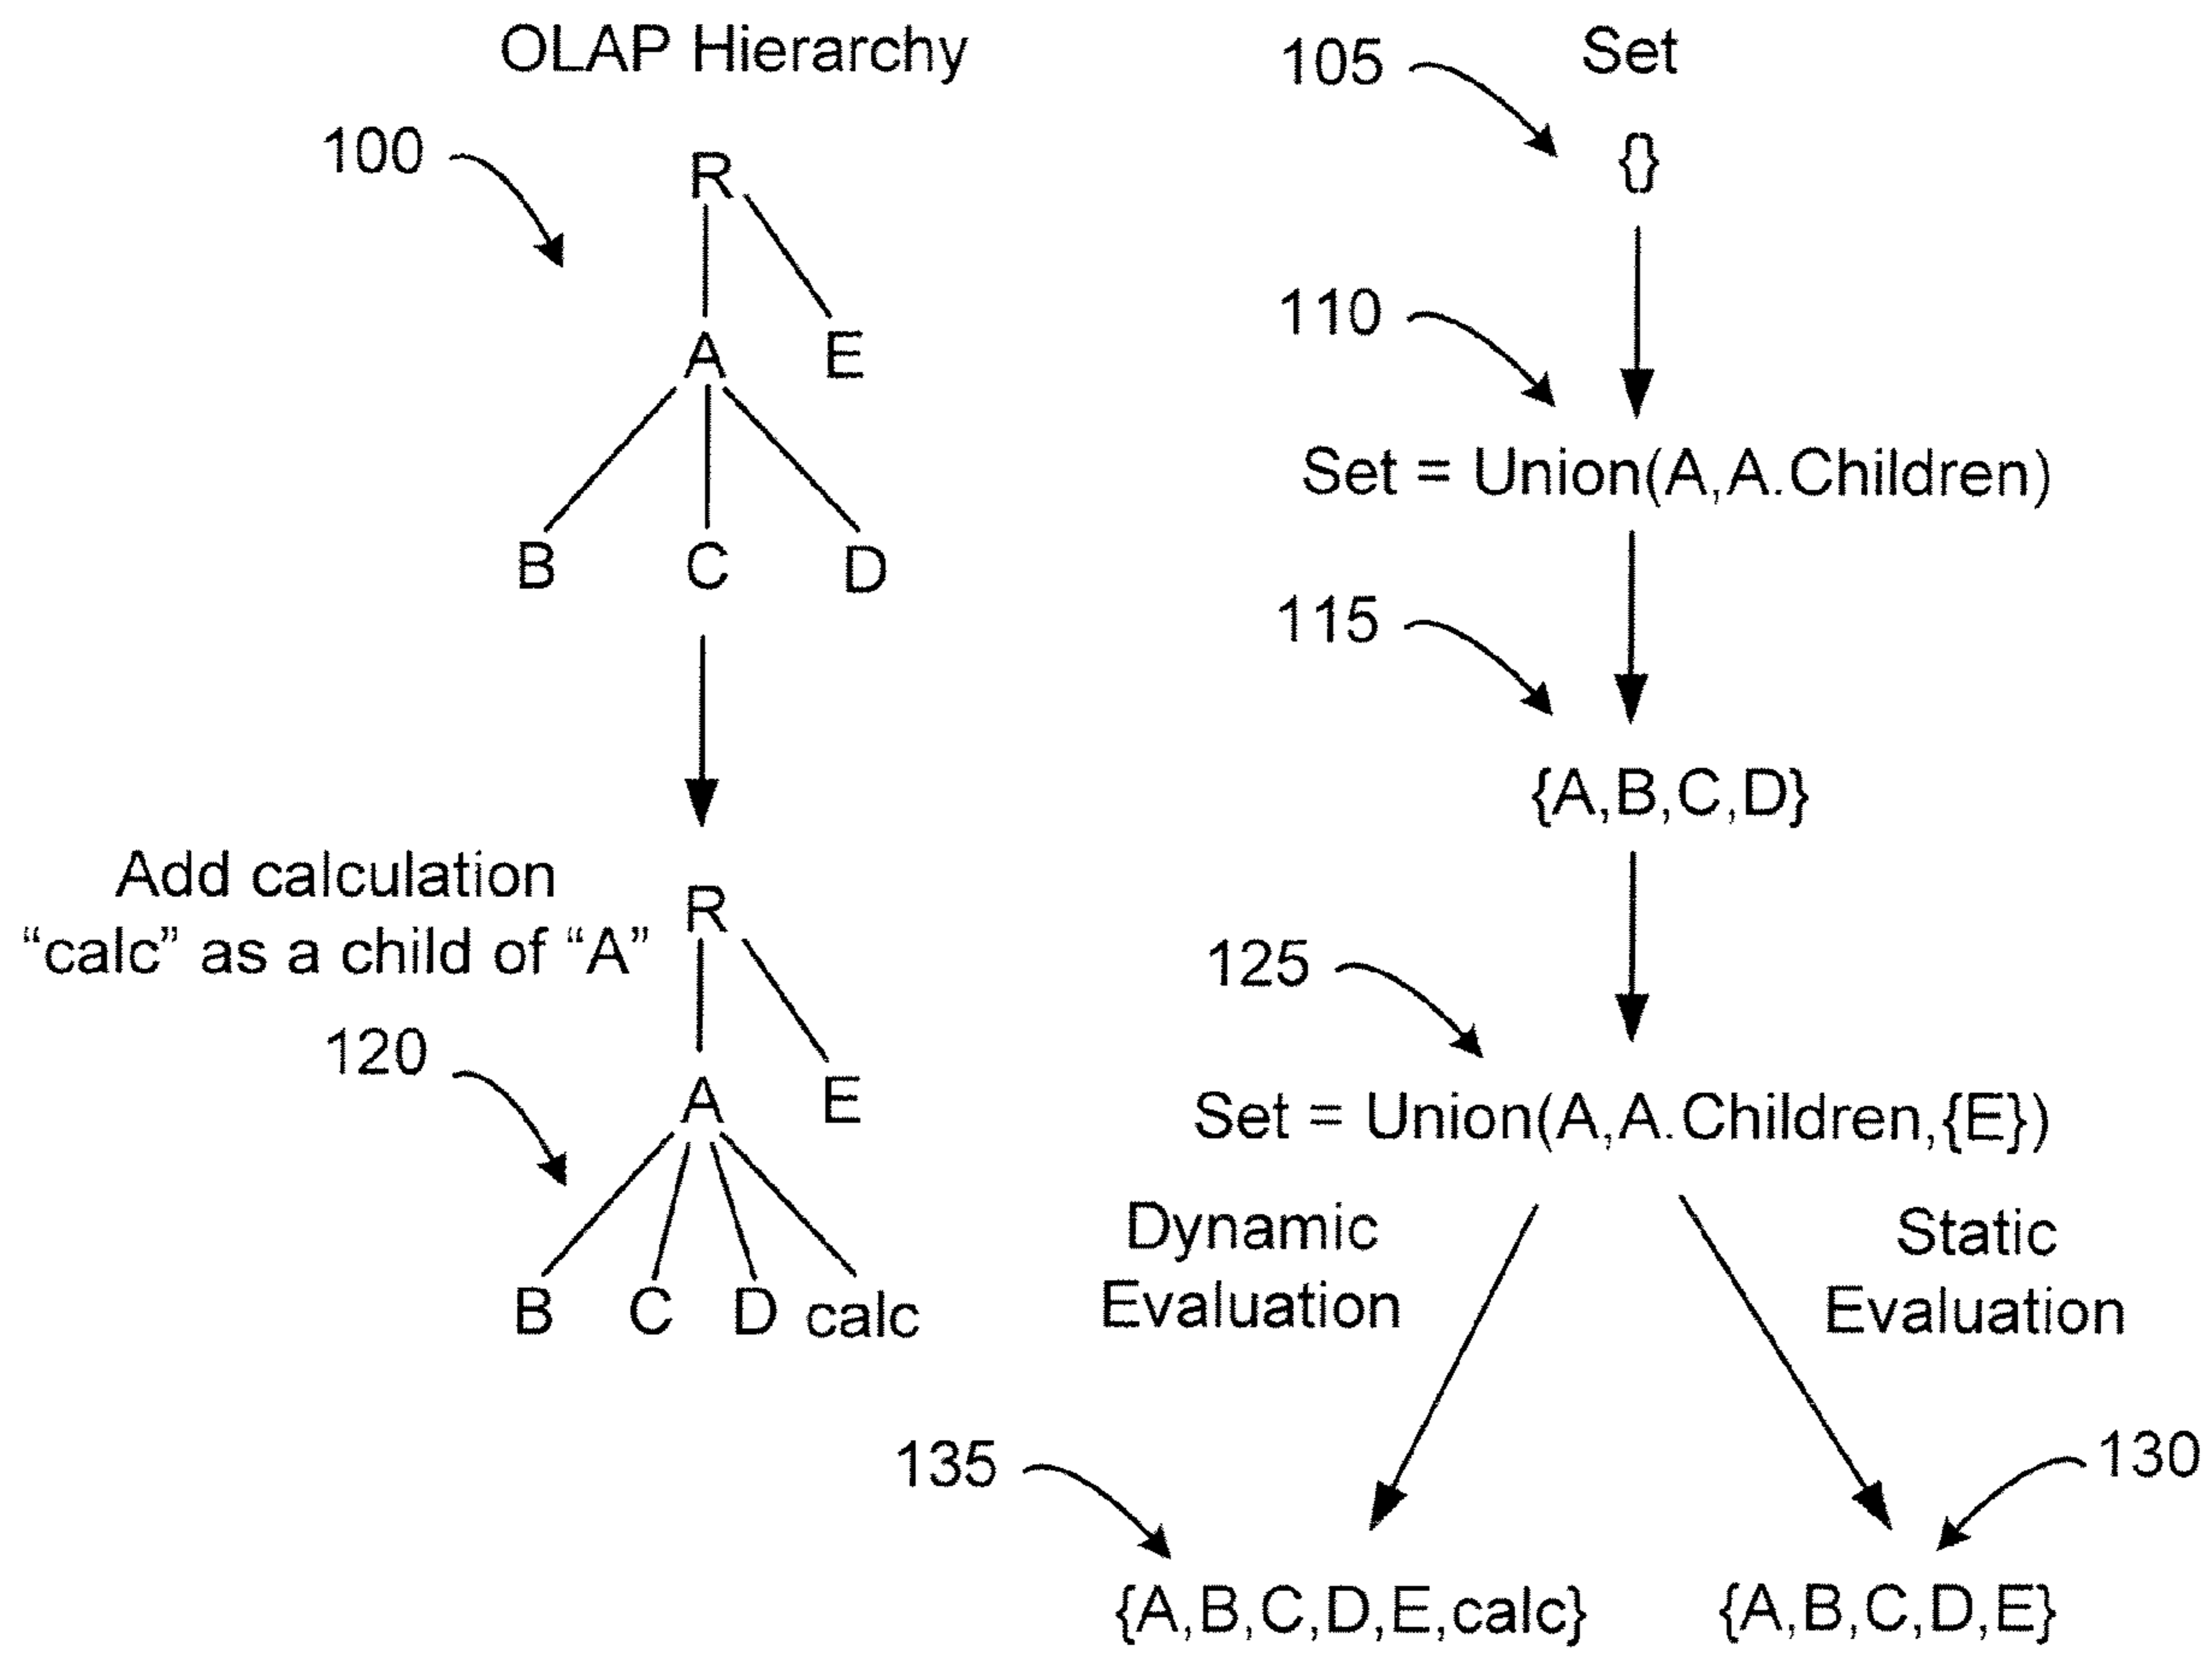 OLAP Hierarchy
100
R
A
E
B
C
D
Add calculation
“calc” as a child of “A”
120
R
A
E
B
C
D
calc
Set
105
{}
110
Set = Union(A,A.Children)
115
{A,B,C,D}
125
Set = Union(A,A.Children,{E})
Dynamic
Evaluation
Static
Evaluation
135
{A,B,C,D,E,calc}
130
{A,B,C,D,E}